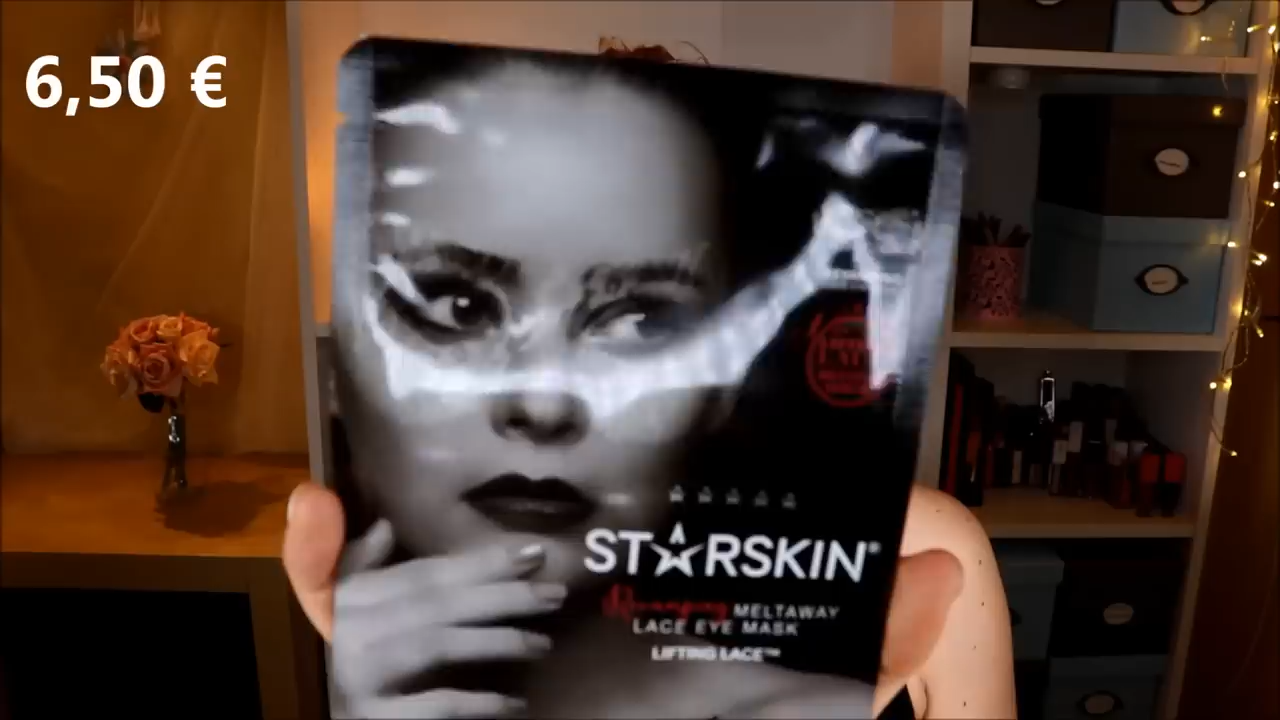 6,50 €
STARSKIN®
MELTAWAY
LACE EYE MASK
LIFTING LACE™